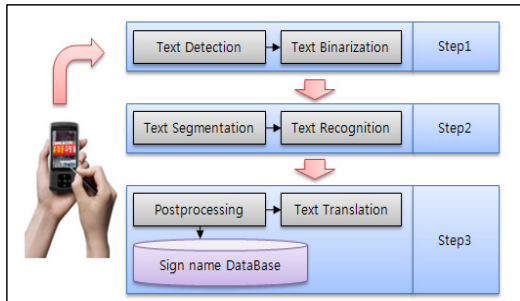 Text Detection
Text Binarization
Step1
Text Segmentation
Text Recognition
Step2
Postprocessing
Text Translation
Sign name DataBase
Step3